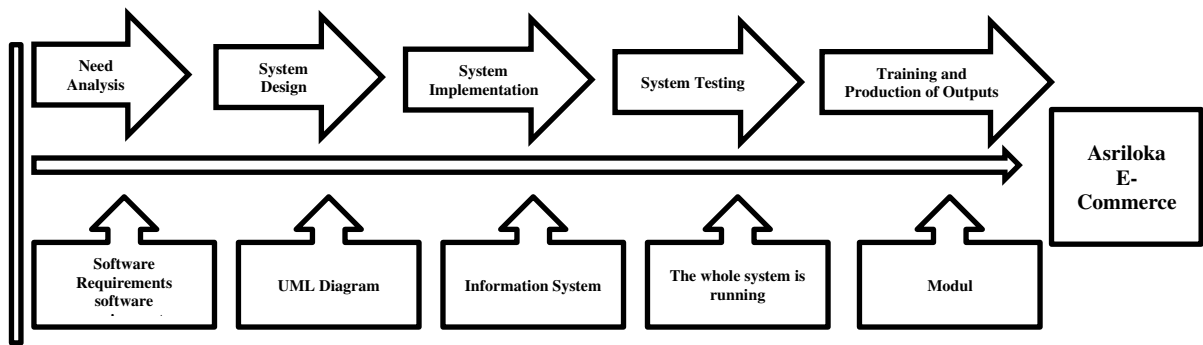 Need
Analysis
System
Design
System
Implementation
System Testing
Training and
Production of Outputs
Asriloka
E-
Commerce
Software
Requirements
software
UML Diagram
Information System
The whole system is
running
Modul